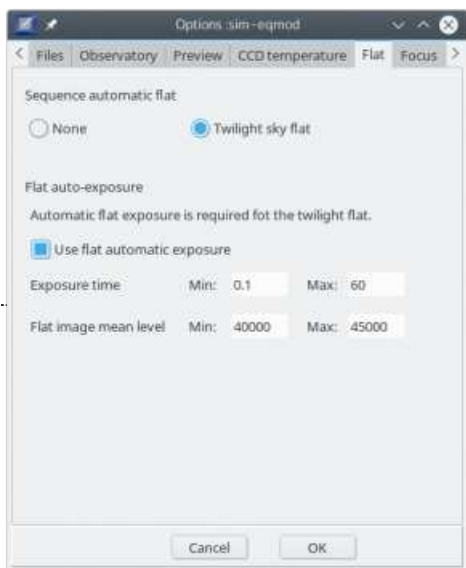 Options :sim-eqmod
Files Observatory Preview CCD temperature Flat Focus
Sequence automatic flat
None Twilight sky flat
Flat auto-exposure
Automatic flat exposure is required fot the twilight flat.
Use flat automatic exposure
Exposure time Min: 0.1 Max: 60
Flat image mean level Min: 40000 Max: 45000
Cancel OK